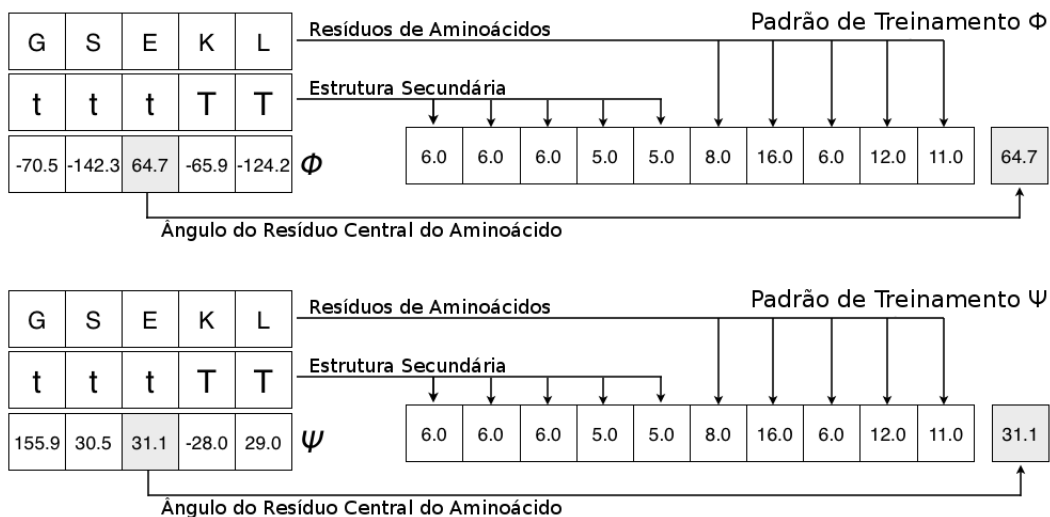 Resíduos de Aminoácidos
Padrão de Treinamento Φ
G S E K L
Estrutura Secundária
t t t T T
6.0 6.0 6.0 5.0 5.0 8.0 16.0 6.0 12.0 11.0 64.7
-70.5 -142.3 64.7 -65.9 -124.2 Φ
Ângulo do Resíduo Central do Aminoácido
Resíduos de Aminoácidos
Padrão de Treinamento Ψ
G S E K L
Estrutura Secundária
t t t T T
6.0 6.0 6.0 5.0 5.0 8.0 16.0 6.0 12.0 11.0 31.1
155.9 30.5 31.1 -28.0 29.0 Ψ
Ângulo do Resíduo Central do Aminoácido